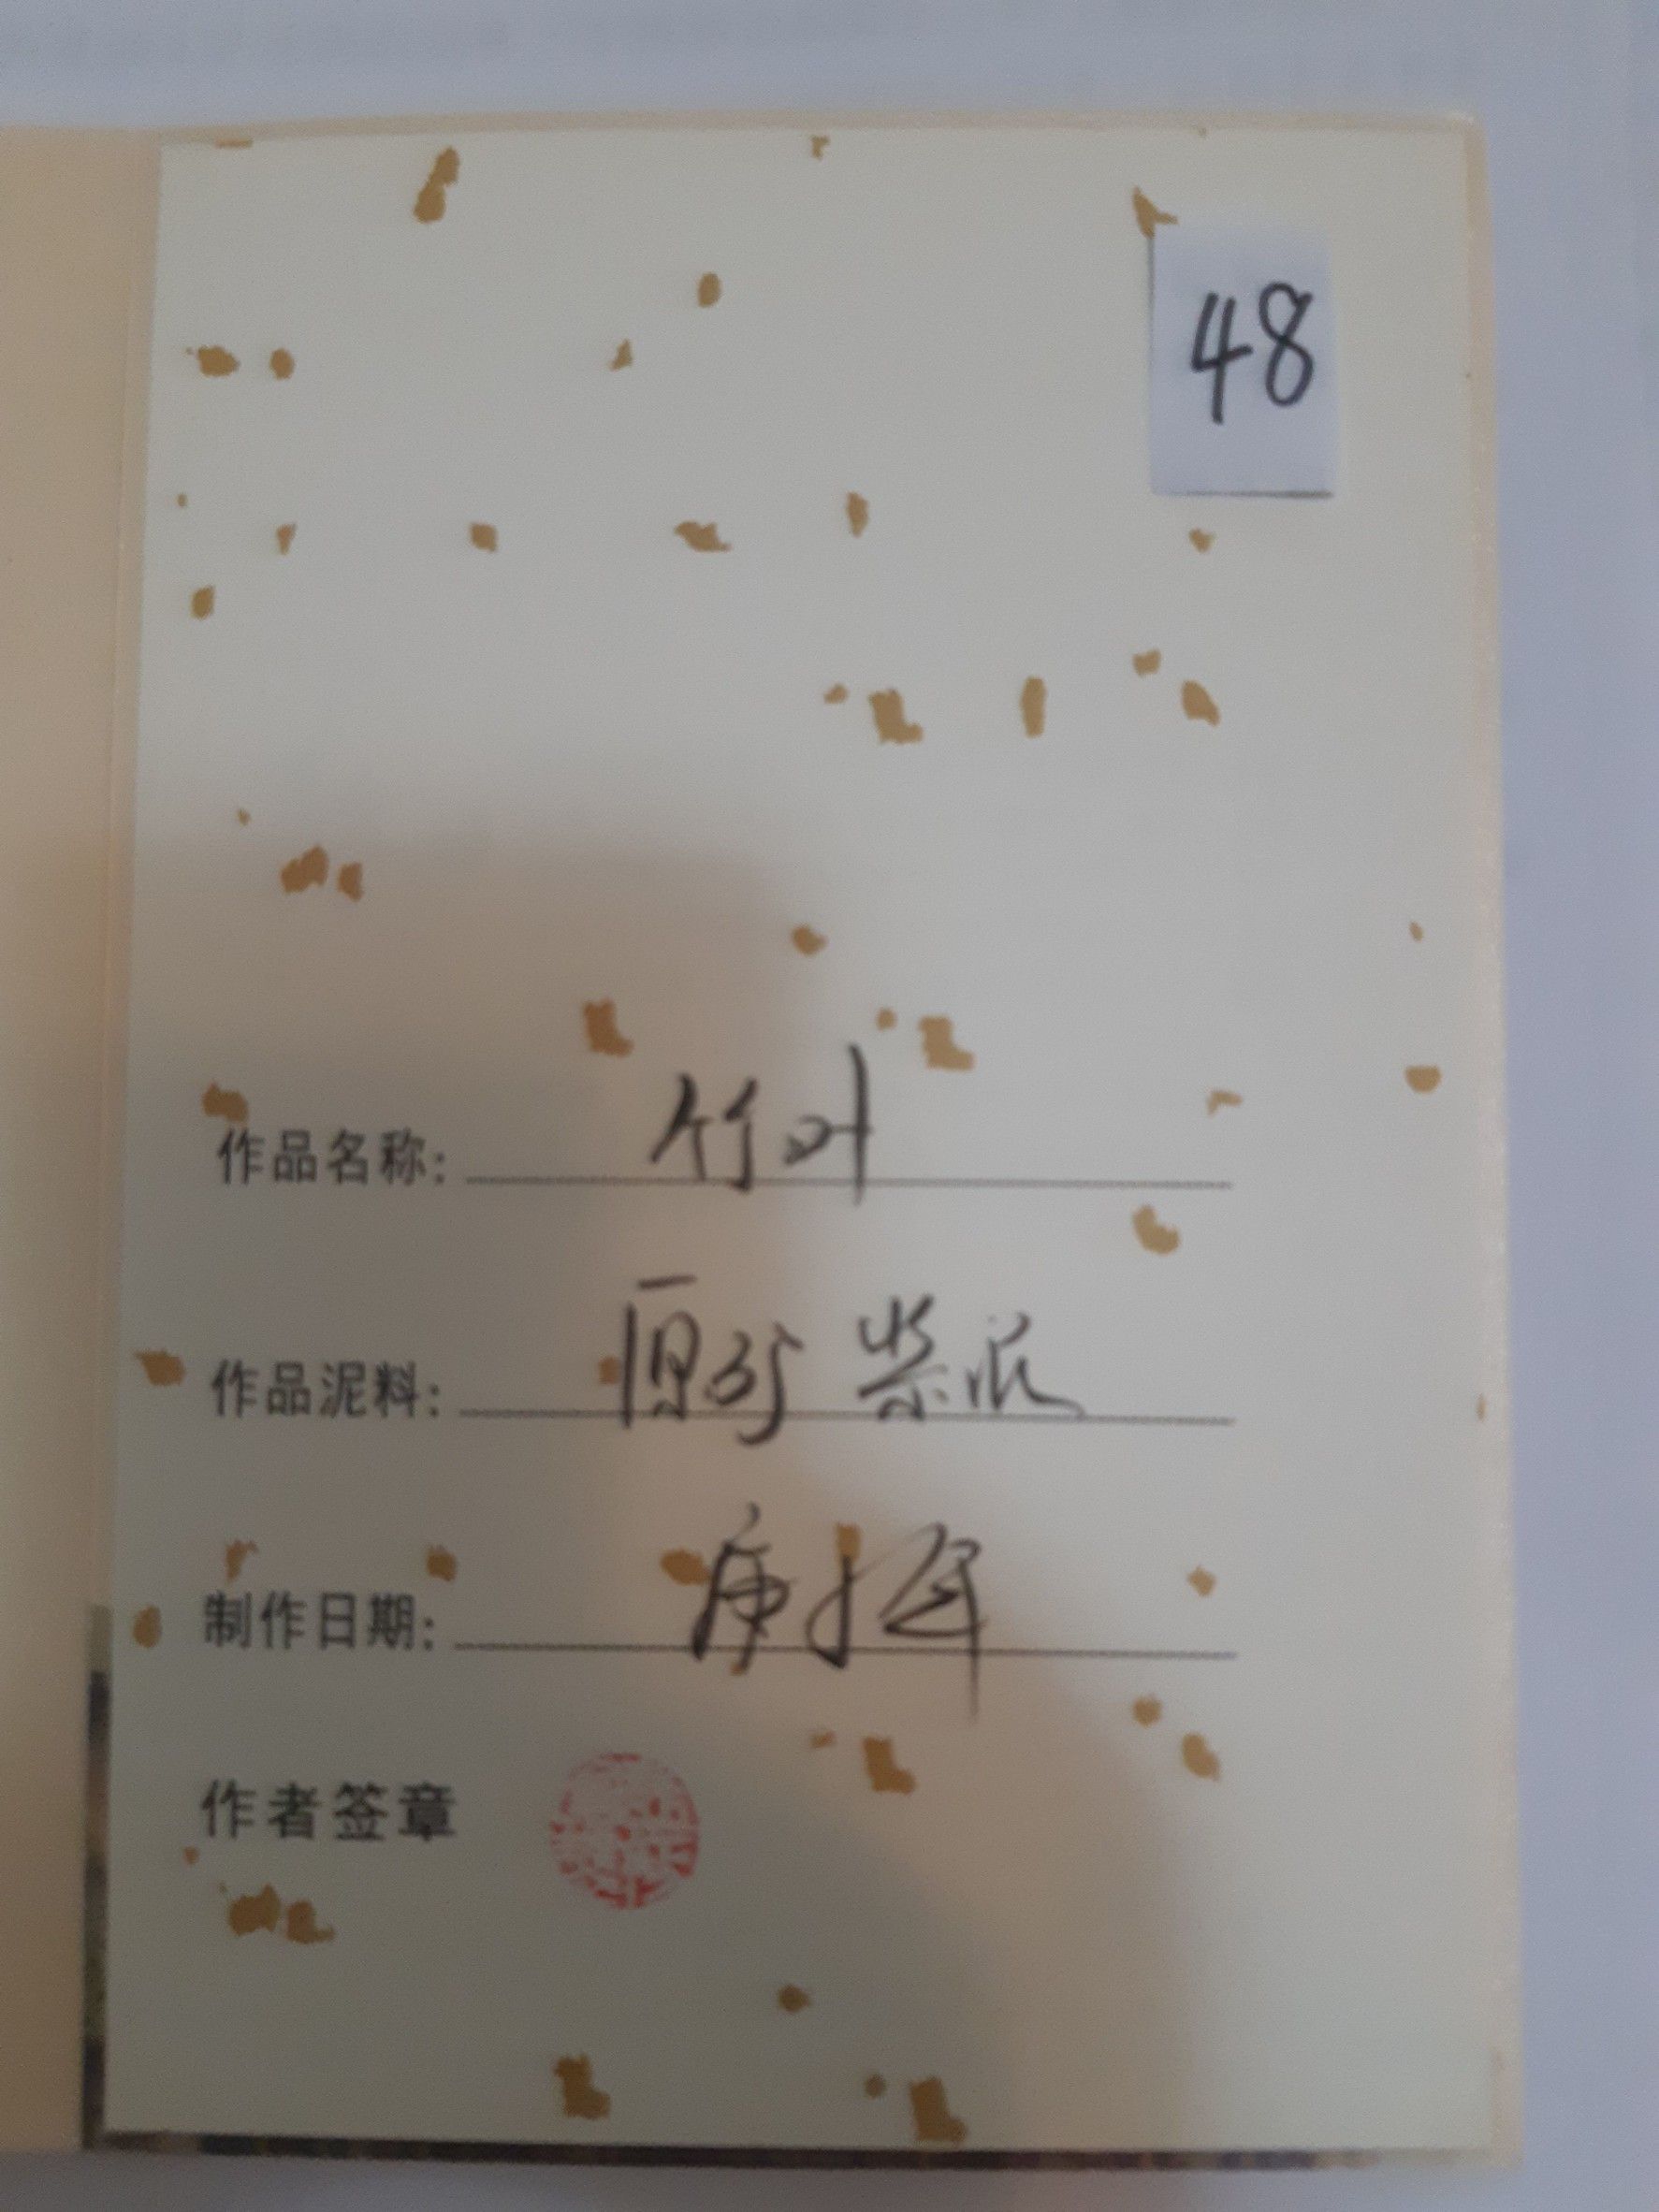 48
作品名称: 竹叶
作品泥料: 原矿 紫泥
制作日期: 庚子年
作者签章